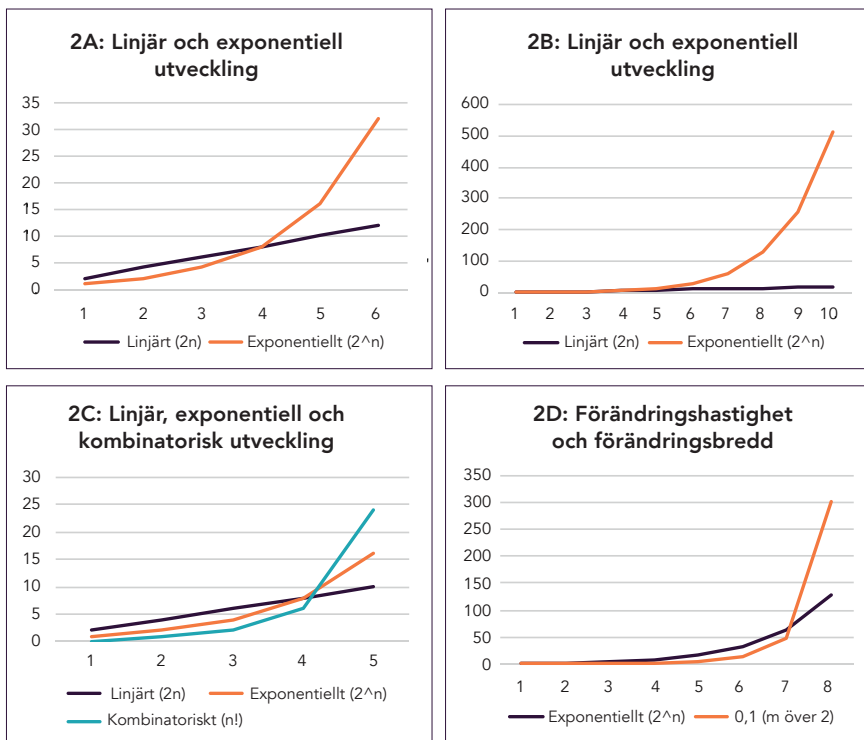 2A: Linjär och exponentiell
utveckling
35
30
25
20
15
10
5
0
1 2 3 4 5 6
Linjärt (2n) Exponentiellt (2^n)
2B: Linjär och exponentiell
utveckling
600
500
400
300
200
100
0
1 2 3 4 5 6 7 8 9 10
Linjärt (2n) Exponentiellt (2^n)
2C: Linjär, exponentiell och
kombinatorisk utveckling
30
25
20
15
10
5
0
1 2 3 4 5
Linjärt (2n) Exponentiellt (2^n)
Kombinatoriskt (n!)
2D: Förändringshastighet
och förändringsbredd
350
300
250
200
150
100
50
0
1 2 3 4 5 6 7 8
Exponentiellt (2^n) 0,1 (m över 2)